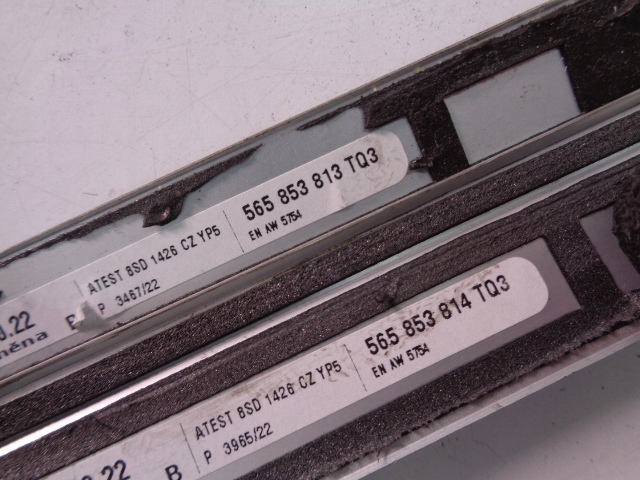 565 853 813 TQ3
EN AW 5754
ATEST 8SD 1426 CZ YP5
P 3467/22
.22
ména
565 853 814 TQ3
EN AW 5754
ATEST 8SD 1426 CZ YP5
P 3965/22
.22
B